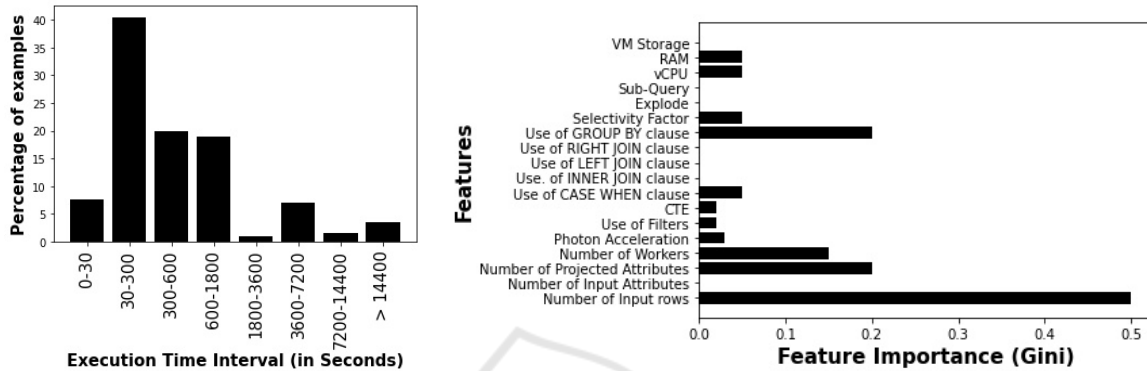 Percentage of examples
40
35
30
25
20
15
10
5
0
0-30
30-300
300-600
600-1800
1800-3600
3600-7200
7200-14400
> 14400
Execution Time Interval (in Seconds)
Features
VM Storage
RAM
vCPU
Sub-Query
Explode
Selectivity Factor
Use of GROUP BY clause
Use of RIGHT JOIN clause
Use of LEFT JOIN clause
Use. of INNER JOIN clause
Use of CASE WHEN clause
CTE
Use of Filters
Photon Acceleration
Number of Workers
Number of Projected Attributes
Number of Input Attributes
Number of Input rows
0.0
0.1
0.2
0.3
0.4
0.5
Feature Importance (Gini)